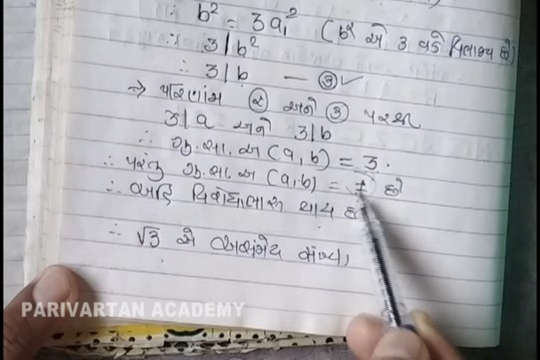 ∴ b² = 3a₁² (b² એ 3 વડે વિભાજ્ય છે)
∴ 3 | b²
∴ 3 | b — ③ ✓
⇒ પરિણામ ② અને ③ પરથી
3 | a અને 3 | b
∴ ગુ.સા.અ (a, b) = 3.
∴ પરંતુ ગુ.સા.અ (a, b) = 1 છે
∴ અહિ વિરોધાભાસ થાય છે
∴ √3 એ અસંમેય સંખ્યા
PARIVARTAN ACADEMY